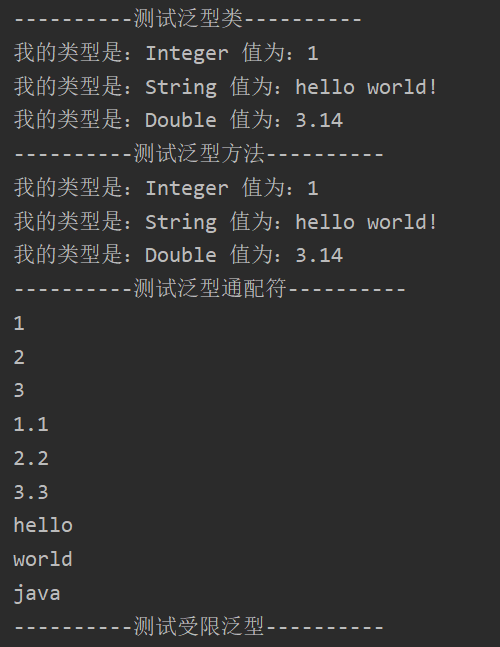 ----------测试泛型类----------
我的类型是：Integer 值为：1
我的类型是：String 值为：hello world!
我的类型是：Double 值为：3.14
----------测试泛型方法----------
我的类型是：Integer 值为：1
我的类型是：String 值为：hello world!
我的类型是：Double 值为：3.14
----------测试泛型通配符----------
1
2
3
1.1
2.2
3.3
hello
world
java
----------测试受限泛型----------